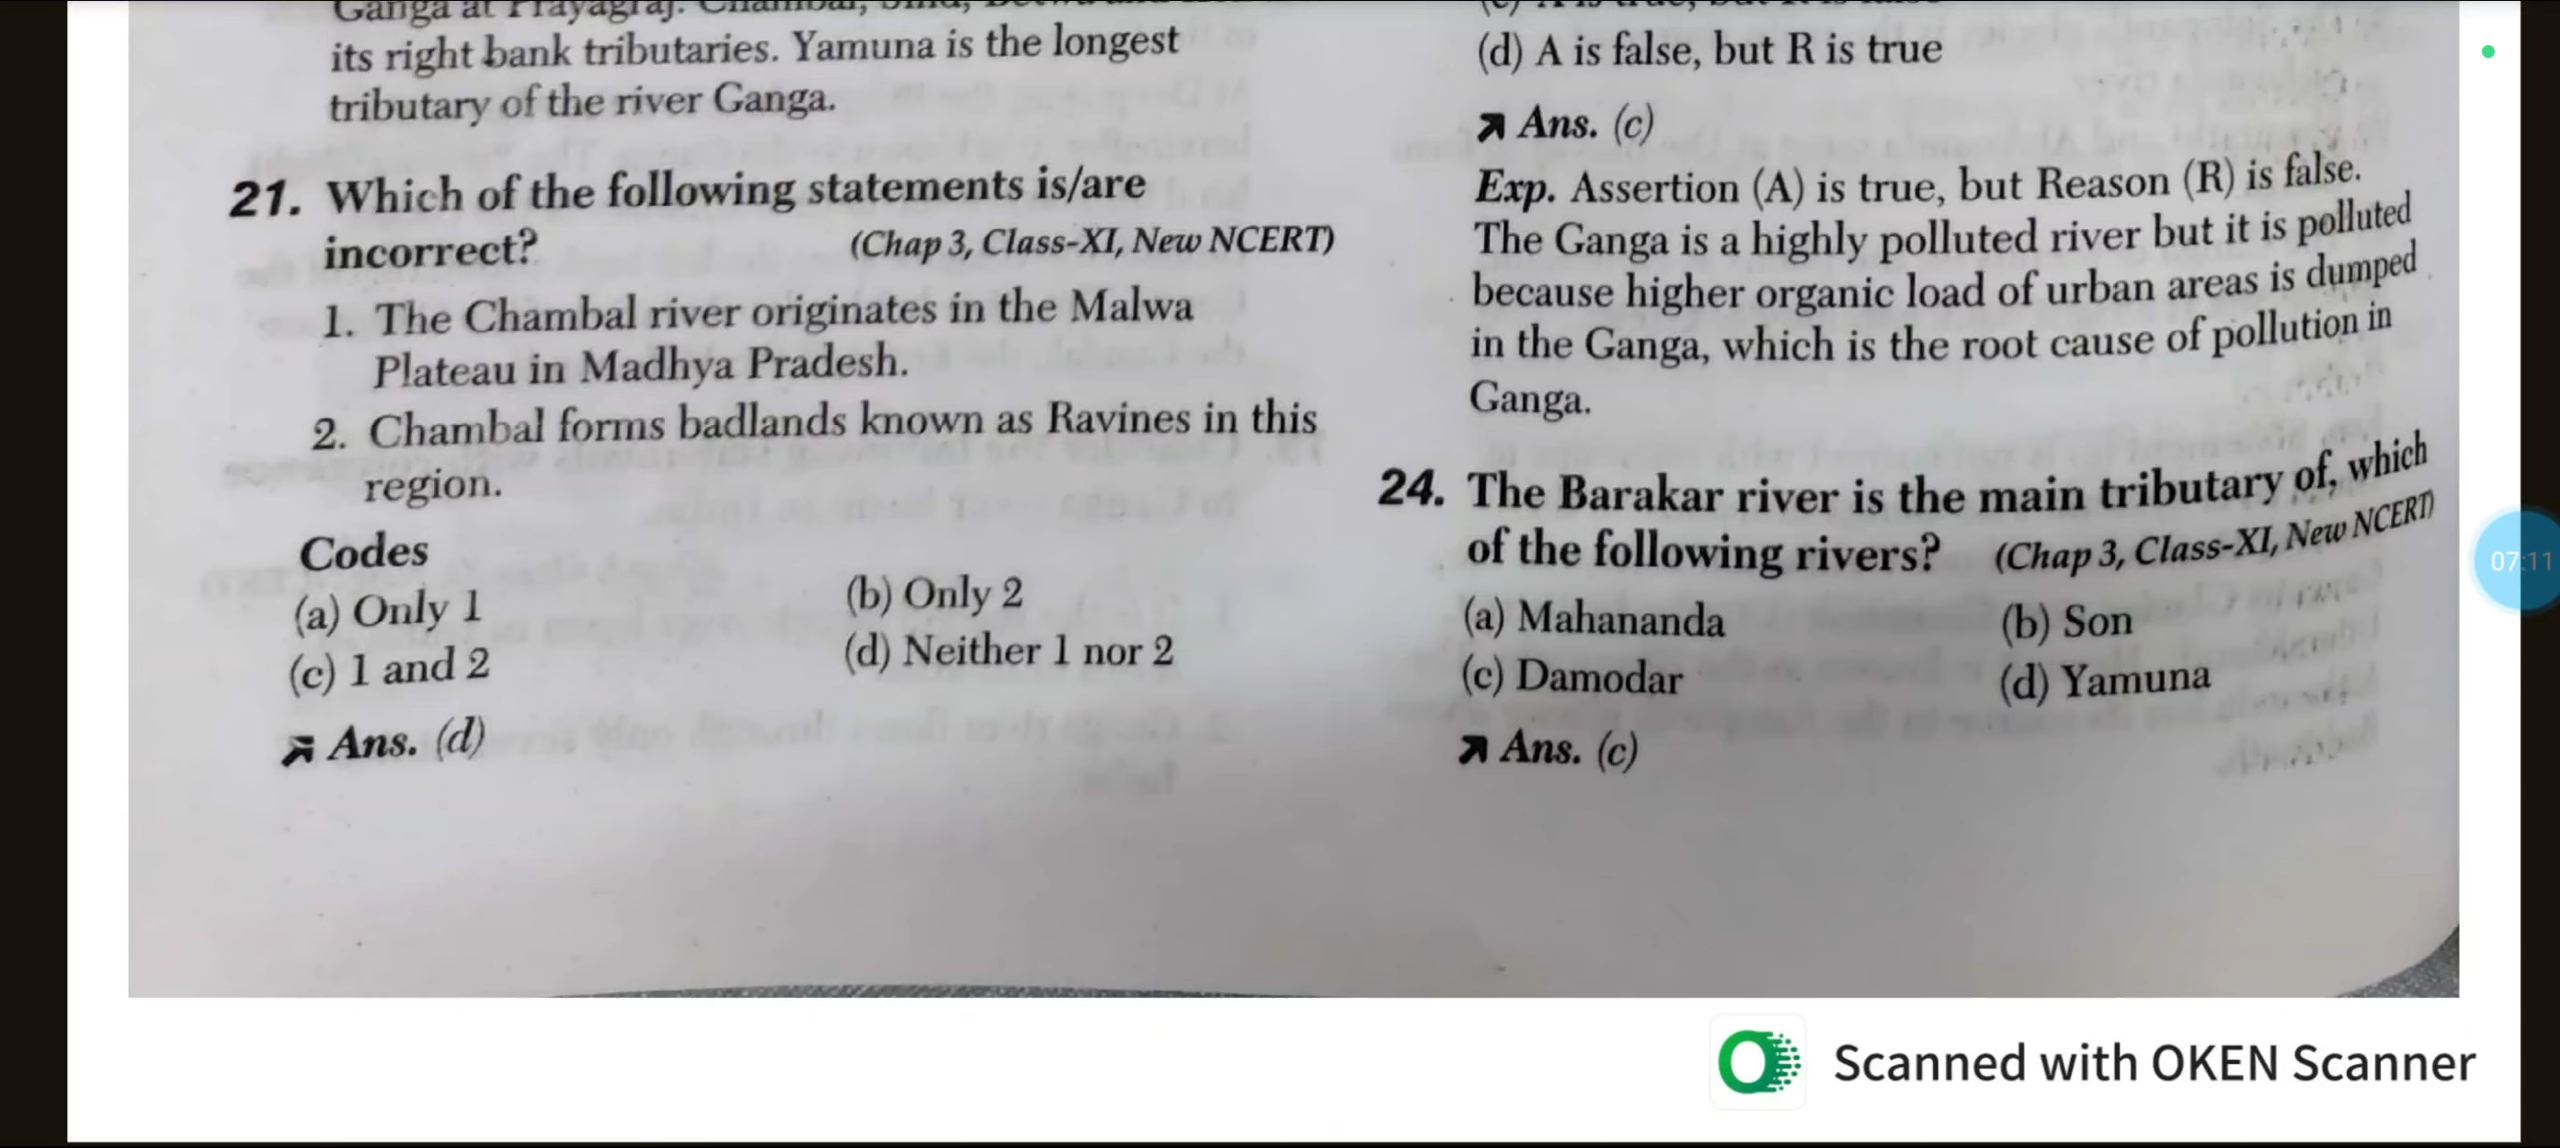 its right bank tributaries. Yamuna is the longest
tributary of the river Ganga.
21. Which of the following statements is/are
incorrect? (Chap 3, Class-XI, New NCERT)
1. The Chambal river originates in the Malwa
Plateau in Madhya Pradesh.
2. Chambal forms badlands known as Ravines in this
region.
Codes
(a) Only 1 (b) Only 2
(c) 1 and 2 (d) Neither 1 nor 2
Ans. (d)
(d) A is false, but R is true
Ans. (c)
Exp. Assertion (A) is true, but Reason (R) is false.
The Ganga is a highly polluted river but it is polluted
because higher organic load of urban areas is dumped
in the Ganga, which is the root cause of pollution in
Ganga.
24. The Barakar river is the main tributary of, which
of the following rivers? (Chap 3, Class-XI, New NCERT)
(a) Mahananda (b) Son
(c) Damodar (d) Yamuna
Ans. (c)
07:11
Scanned with OKEN Scanner